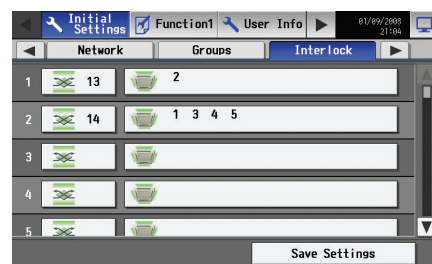 Initial Settings Function1 User Info 01/09/2008 21:04
Network Groups Interlock
1 13 2
2 14 1 3 4 5
3
4
5
Save Settings